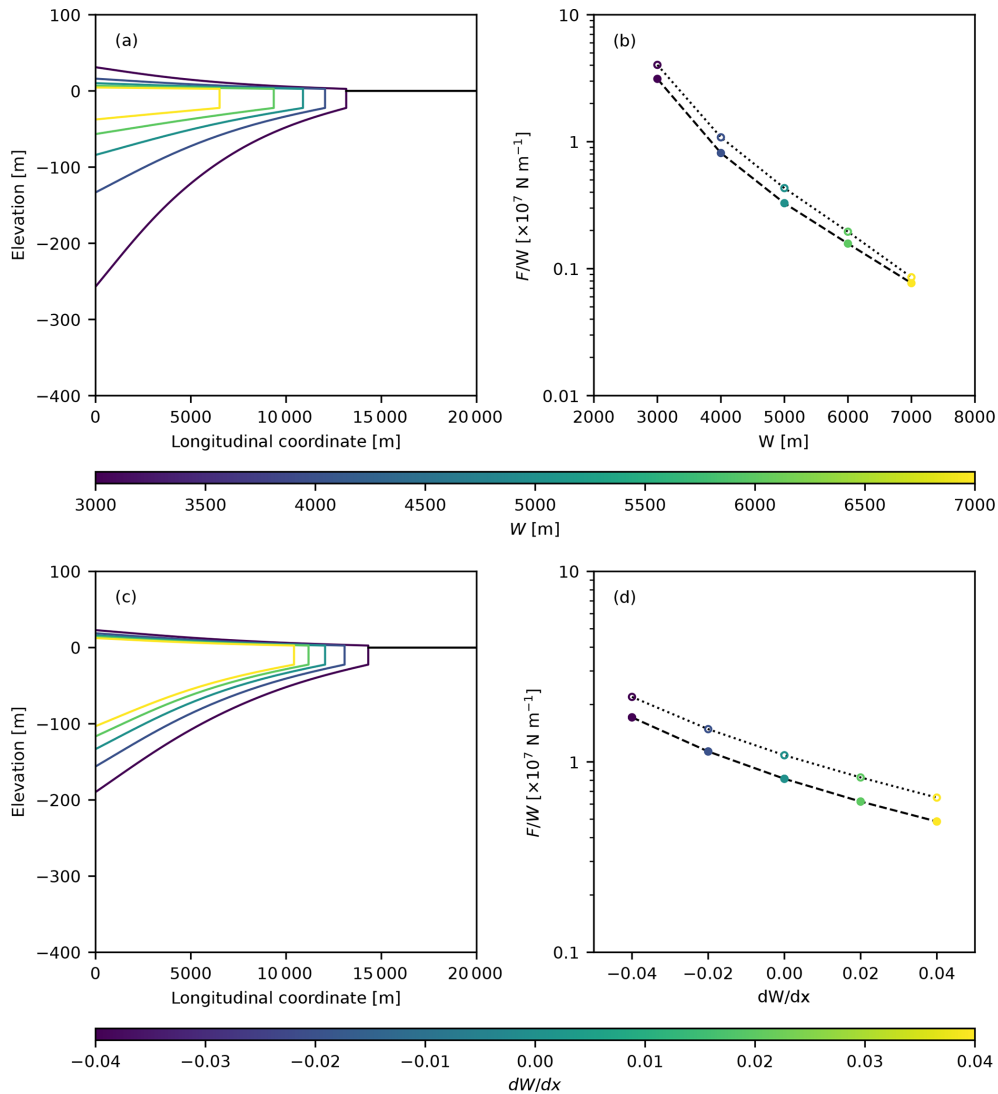 (a)
100
0
−100
−200
−300
−400
Elevation [m]
0 5000 10 000 15 000 20 000
Longitudinal coordinate [m]
(b)
10
1
0.1
0.01
F/W [×10⁷ N m⁻¹]
2000 3000 4000 5000 6000 7000 8000
W [m]
3000 3500 4000 4500 5000 5500 6000 6500 7000
W [m]
(c)
100
0
−100
−200
−300
−400
Elevation [m]
0 5000 10 000 15 000 20 000
Longitudinal coordinate [m]
(d)
10
1
0.1
F/W [×10⁷ N m⁻¹]
−0.04 −0.02 0.00 0.02 0.04
dW/dx
−0.04 −0.03 −0.02 −0.01 0.00 0.01 0.02 0.03 0.04
dW/dx